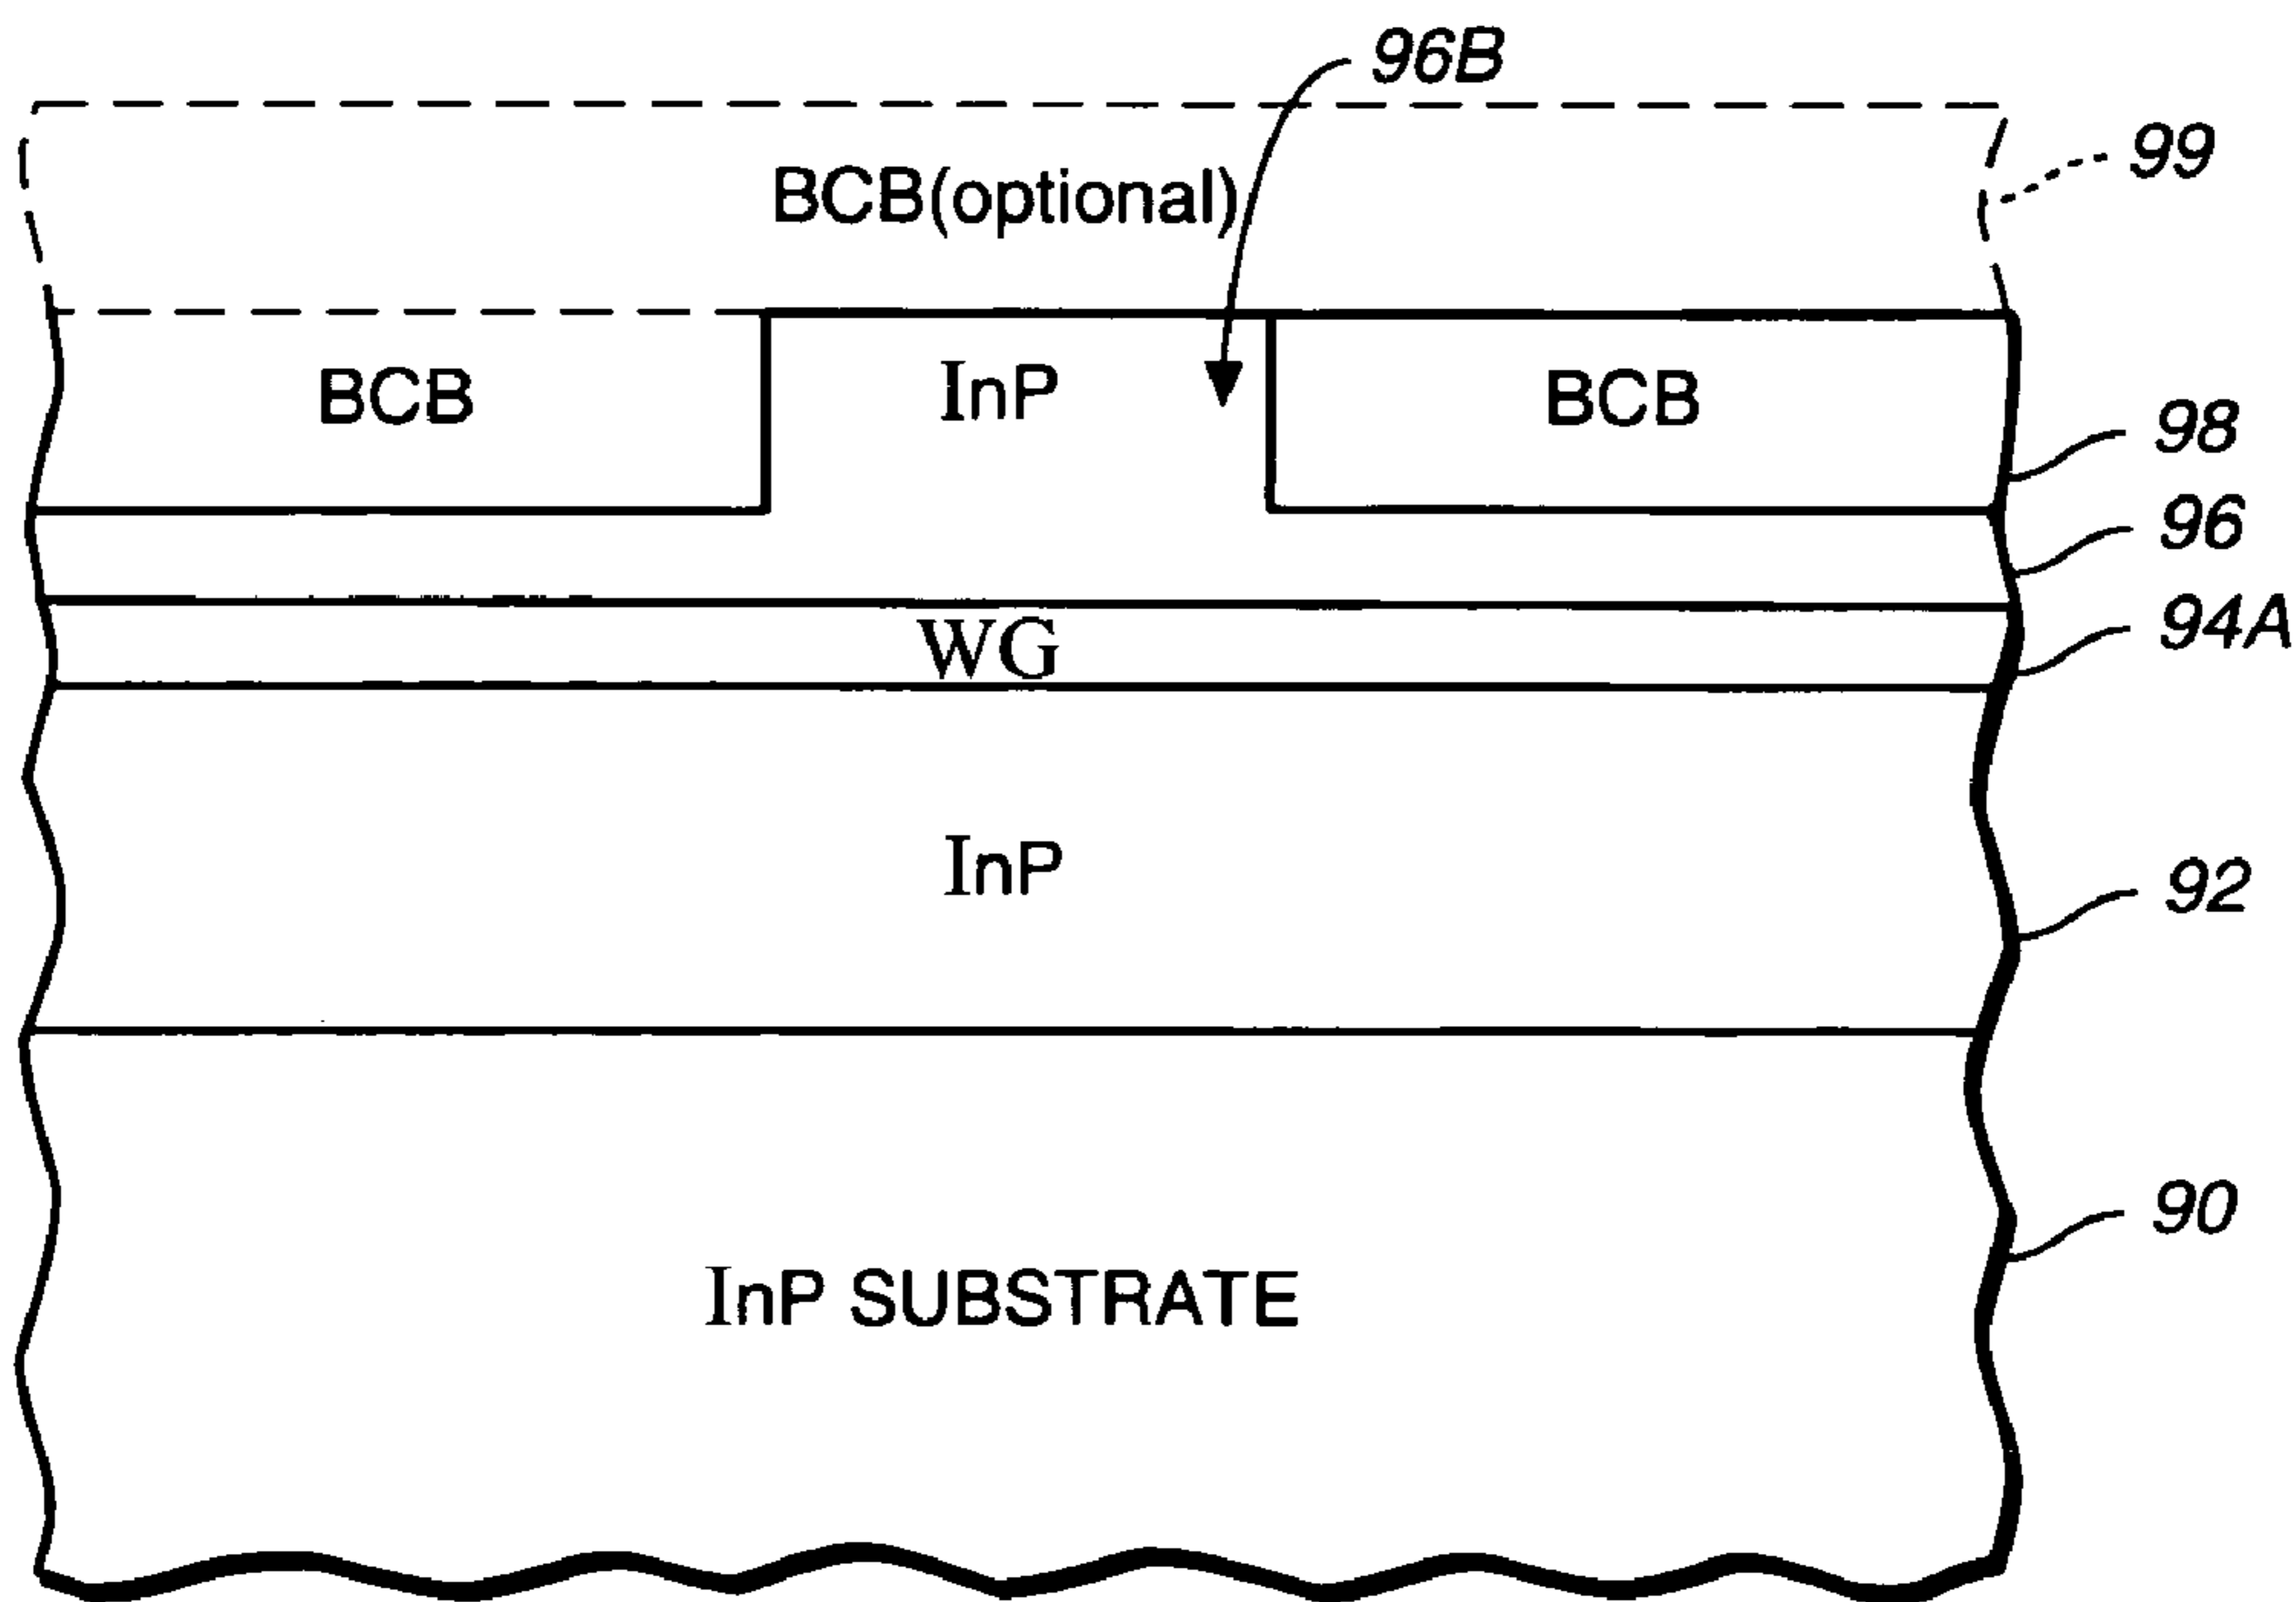 96B
99
BCB(optional)
BCB
InP
BCB
98
96
94A
WG
InP
92
90
InP SUBSTRATE